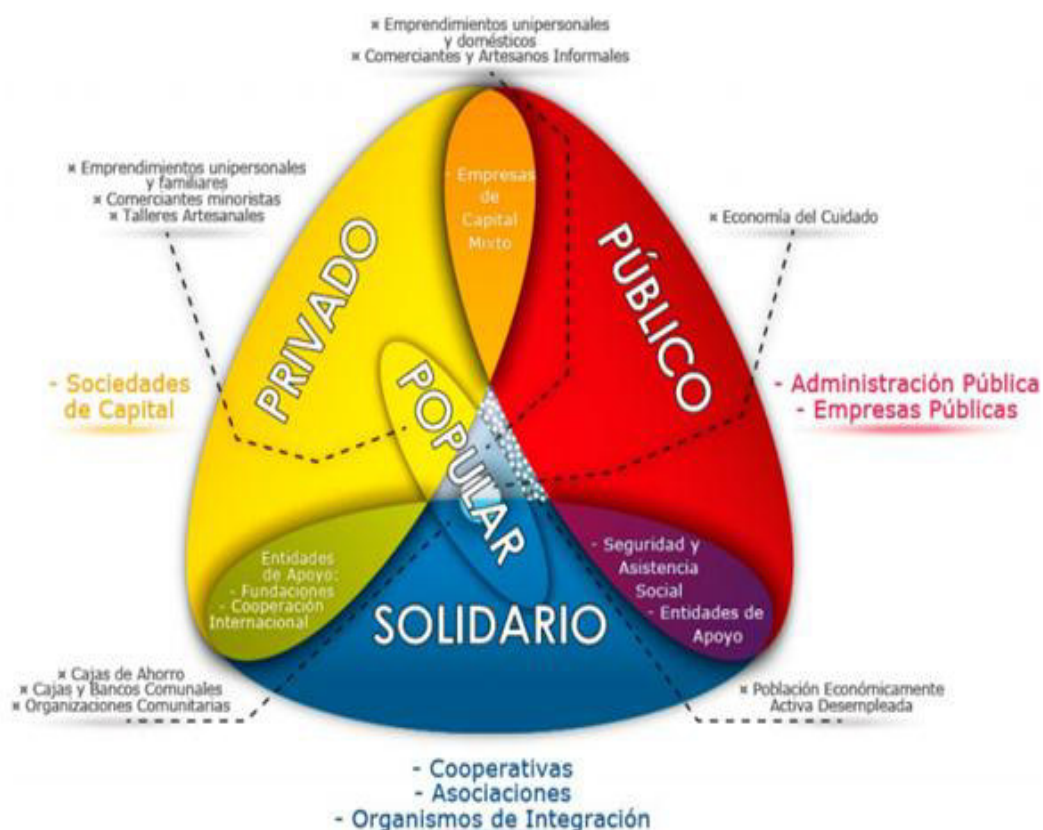 × Emprendimientos unipersonales
y domésticos
× Comerciantes y Artesanos Informales
× Emprendimientos unipersonales
y familiares
× Comerciantes minoristas
× Talleres Artesanales
- Empresas
de
Capital
Mixto
× Economía del Cuidado
PRIVADO
PÚBLICO
POPULAR
- Sociedades
de Capital
- Administración Pública
- Empresas Públicas
Entidades
de Apoyo:
- Fundaciones
- Cooperación
Internacional
- Seguridad y
Asistencia
Social
- Entidades de
Apoyo
SOLIDARIO
× Cajas de Ahorro
× Cajas y Bancos Comunales
× Organizaciones Comunitarias
× Población Económicamente
Activa Desempleada
- Cooperativas
- Asociaciones
- Organismos de Integración